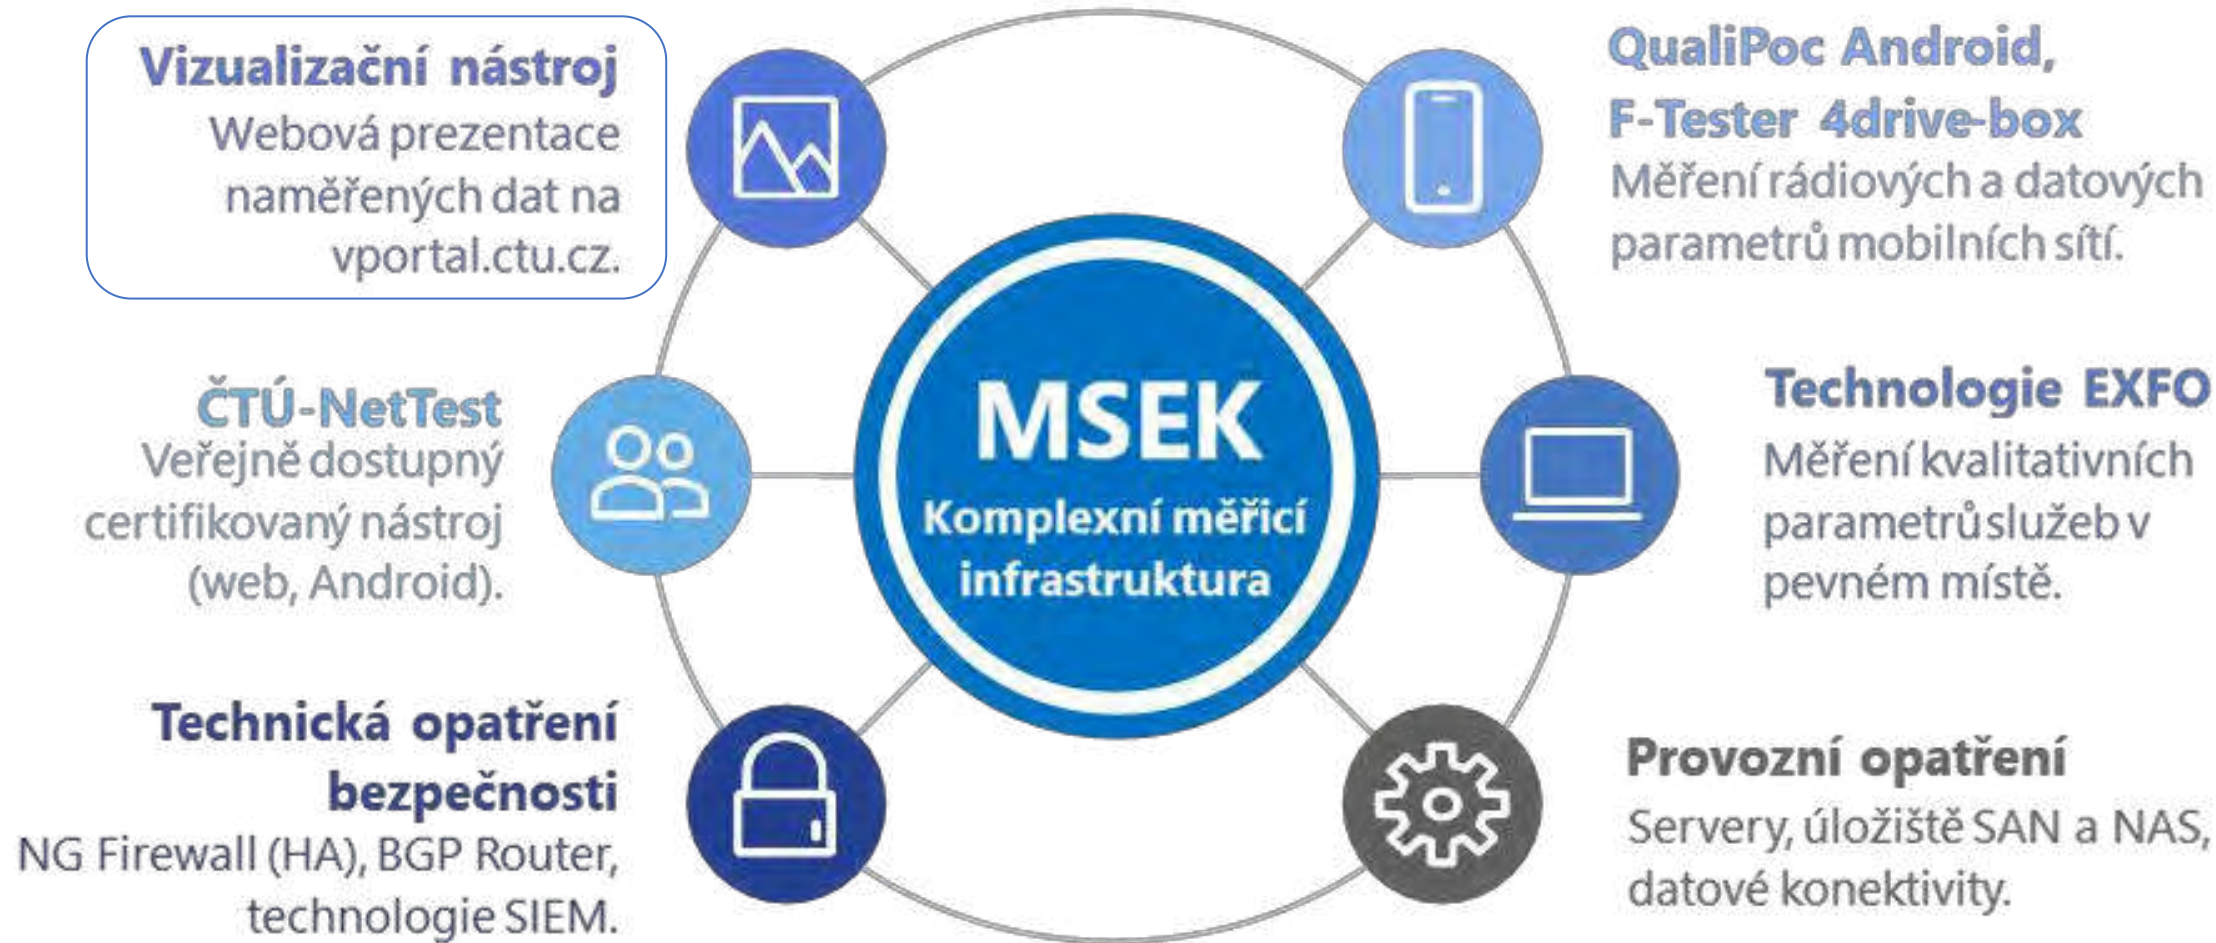 Vizualizační nástroj
Webová prezentace
naměřených dat na
vportal.ctu.cz.
QualiPoc Android,
F-Tester 4drive-box
Měření rádiových a datových
parametrů mobilních sítí.
ČTÚ-NetTest
Veřejně dostupný
certifikovaný nástroj
(web, Android).
MSEK
Komplexní měřicí
infrastruktura
Technologie EXFO
Měření kvalitativních
parametrů služeb v
pevném místě.
Technická opatření
bezpečnosti
NG Firewall (HA), BGP Router,
technologie SIEM.
Provozní opatření
Servery, úložiště SAN a NAS,
datové konektivity.